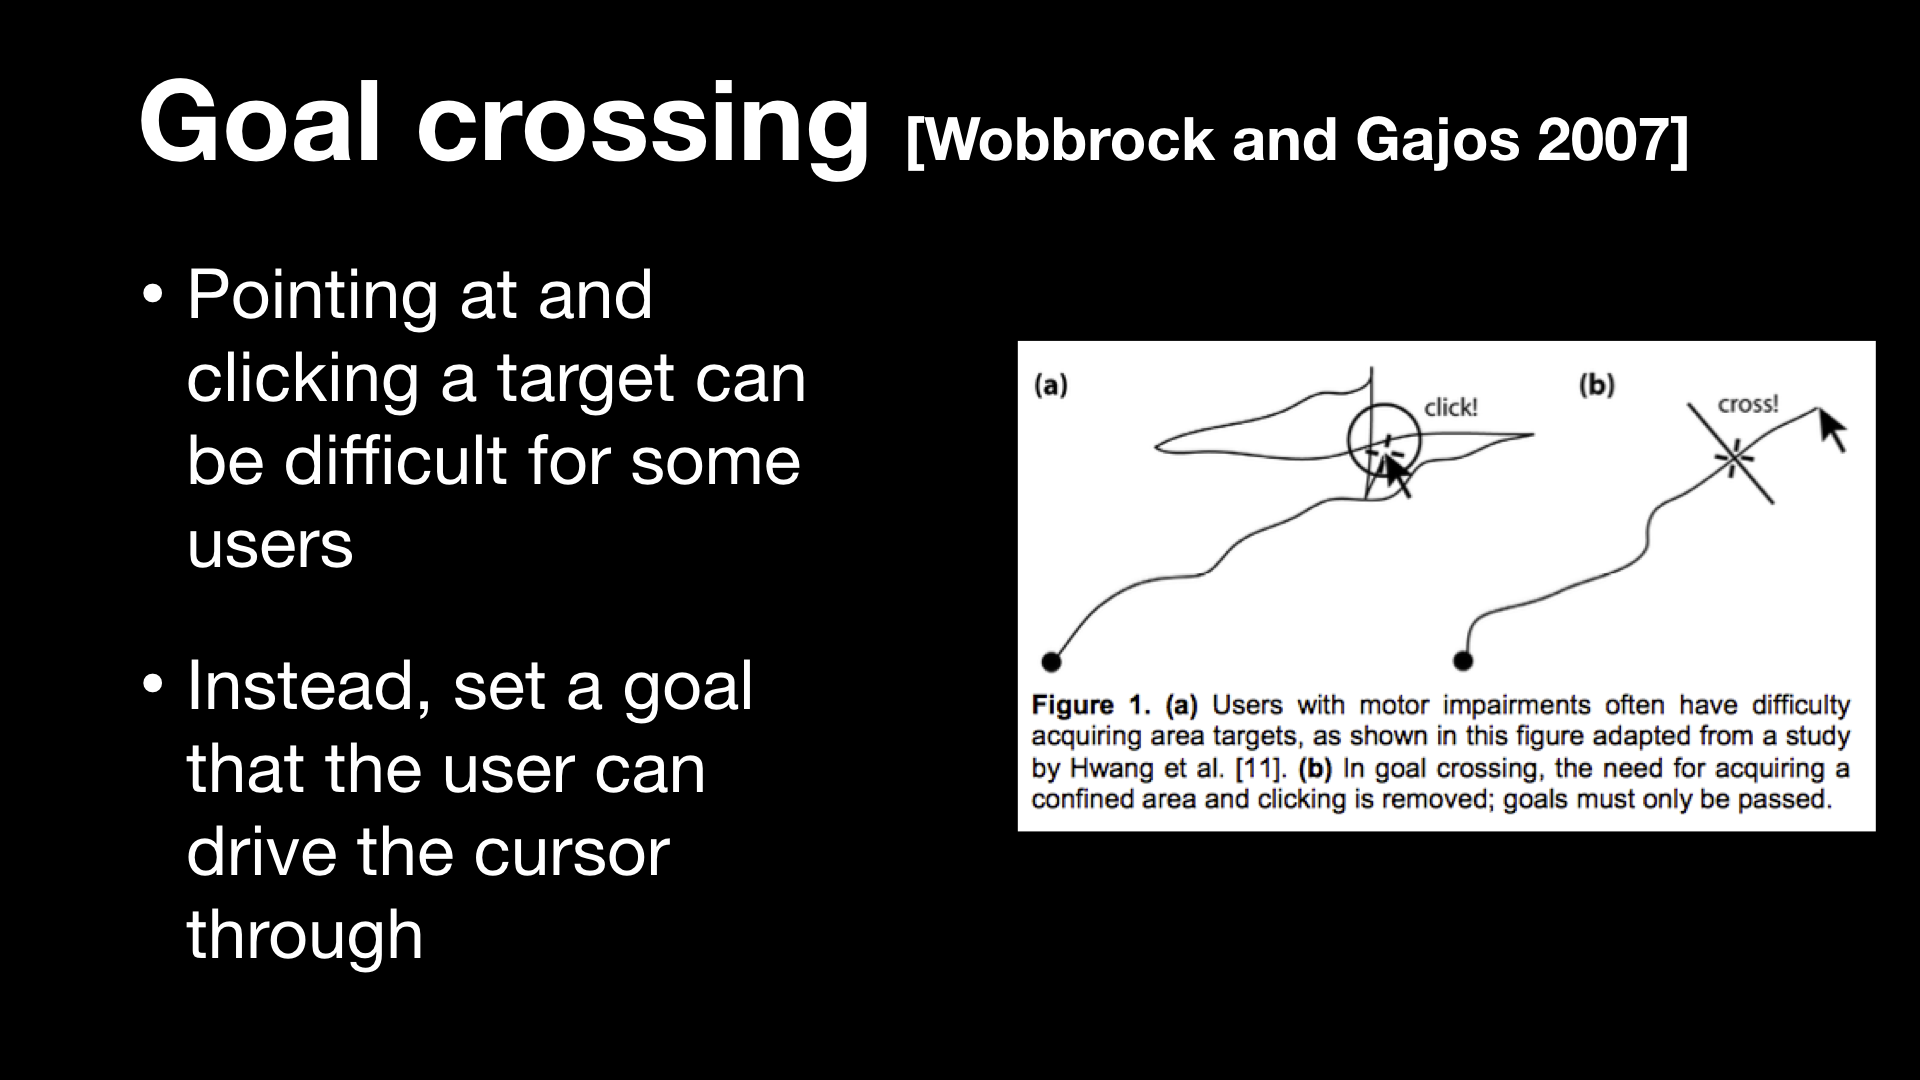 Goal crossing [Wobbrock and Gajos 2007]
• Pointing at and
clicking a target can
be difficult for some
users
• Instead, set a goal
that the user can
drive the cursor
through
(a)
click!
(b)
cross!
Figure 1. (a) Users with motor impairments often have difficulty
acquiring area targets, as shown in this figure adapted from a study
by Hwang et al. [11]. (b) In goal crossing, the need for acquiring a
confined area and clicking is removed; goals must only be passed.